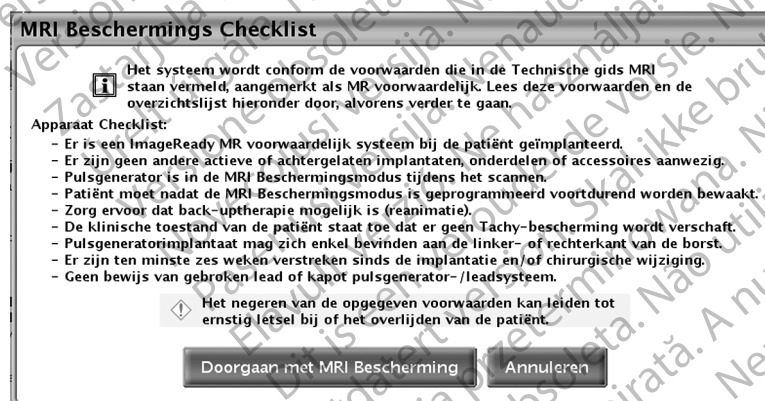 MRI Beschermings Checklist
Het systeem wordt conform de voorwaarden die in de Technische gids MRI
staan vermeld, aangemerkt als MR voorwaardelijk. Lees deze voorwaarden en de
overzichtslijst hieronder door, alvorens verder te gaan.
Apparaat Checklist:
- Er is een ImageReady MR voorwaardelijk systeem bij de patiënt geïmplanteerd.
- Er zijn geen andere actieve of achtergelaten implantaten, onderdelen of accessoires aanwezig.
- Pulsgenerator is in de MRI Beschermingsmodus tijdens het scannen.
- Patiënt moet nadat de MRI Beschermingsmodus is geprogrammeerd voortdurend worden bewaakt.
- Zorg ervoor dat back-uptherapie mogelijk is (reanimatie).
- De klinische toestand van de patiënt staat toe dat er geen Tachy-bescherming wordt verschaft.
- Pulsgeneratorimplantaat mag zich enkel bevinden aan de linker- of rechterkant van de borst.
- Er zijn ten minste zes weken verstreken sinds de implantatie en/of chirurgische wijziging.
- Geen bewijs van gebroken lead of kapot pulsgenerator-/leadsysteem.
Het negeren van de opgegeven voorwaarden kan leiden tot
ernstig letsel bij of het overlijden van de patiënt.
Doorgaan met MRI Bescherming
Annuleren